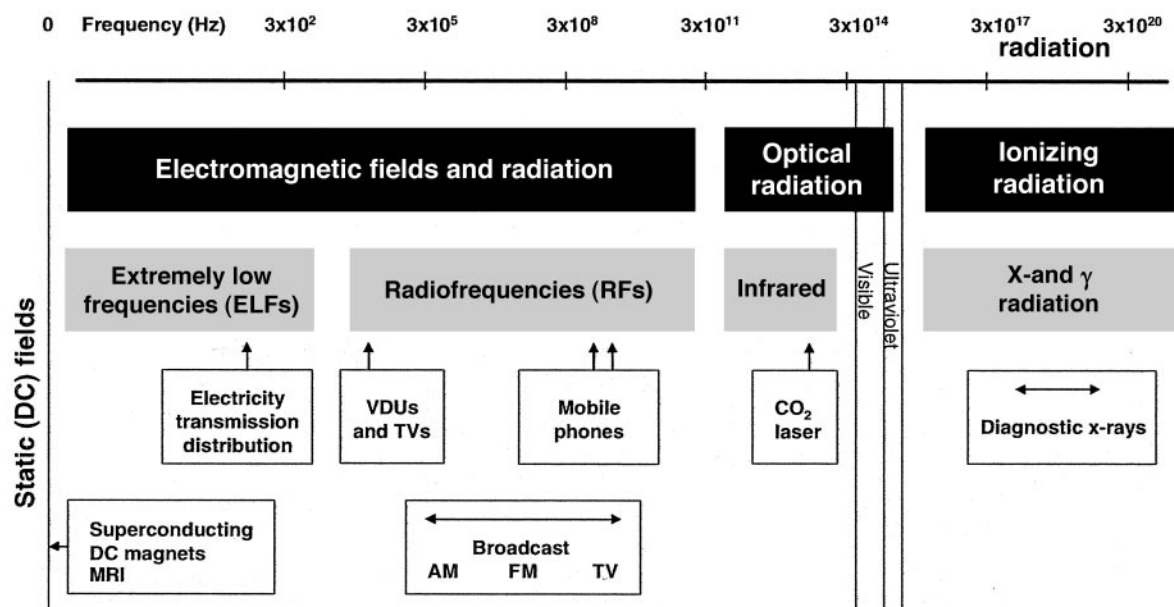 0 Frequency (Hz) 3x10² 3x10⁵ 3x10⁸ 3x10¹¹ 3x10¹⁴ 3x10¹⁷ 3x10²⁰
radiation
Electromagnetic fields and radiation
Optical
radiation
Ionizing
radiation
Extremely low
frequencies (ELFs)
Radiofrequencies (RFs)
Infrared
Visible
Ultraviolet
X-and γ
radiation
Static (DC) fields
Electricity
transmission
distribution
VDUs
and TVs
Mobile
phones
CO₂
laser
Diagnostic x-rays
Superconducting
DC magnets
MRI
Broadcast
AM FM TV